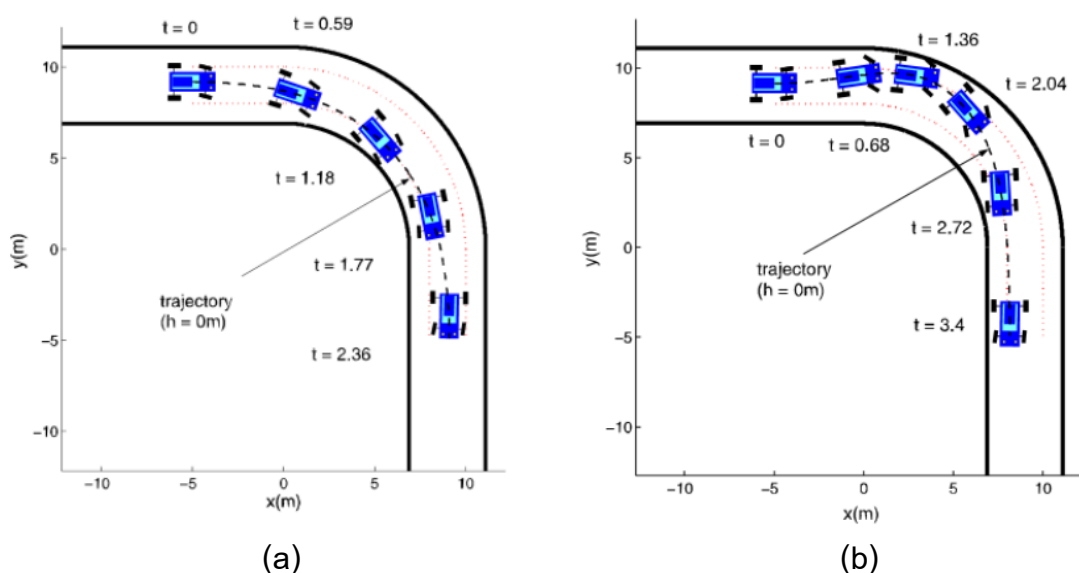 t = 0
t = 0.59
10
5
0
−5
−10
y(m)
t = 1.18
t = 1.77
trajectory
(h = 0m)
t = 2.36
−10
−5
0
5
10
x(m)
(a)
t = 1.36
t = 2.04
10
5
0
−5
−10
y(m)
t = 0
t = 0.68
t = 2.72
trajectory
(h = 0m)
t = 3.4
−10
−5
0
5
10
x(m)
(b)